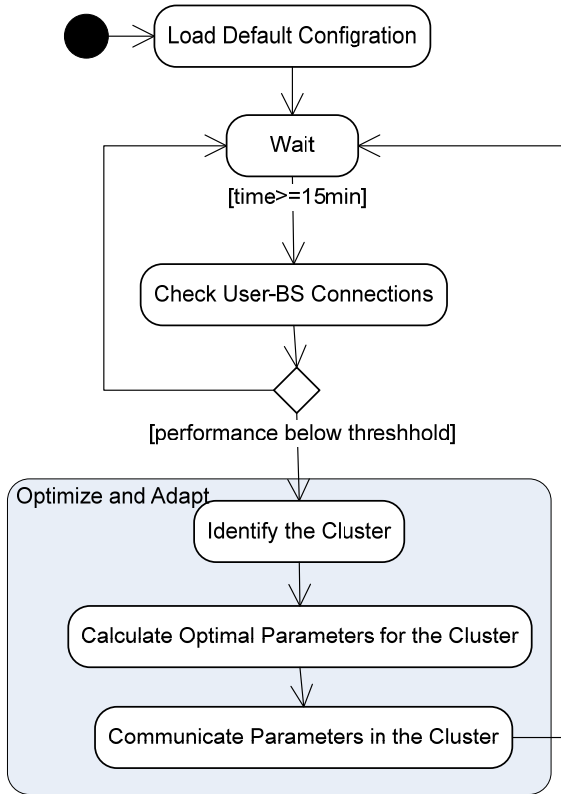 Load Default Configration
Wait
[time>=15min]
Check User-BS Connections
[performance below threshhold]
Optimize and Adapt
Identify the Cluster
Calculate Optimal Parameters for the Cluster
Communicate Parameters in the Cluster